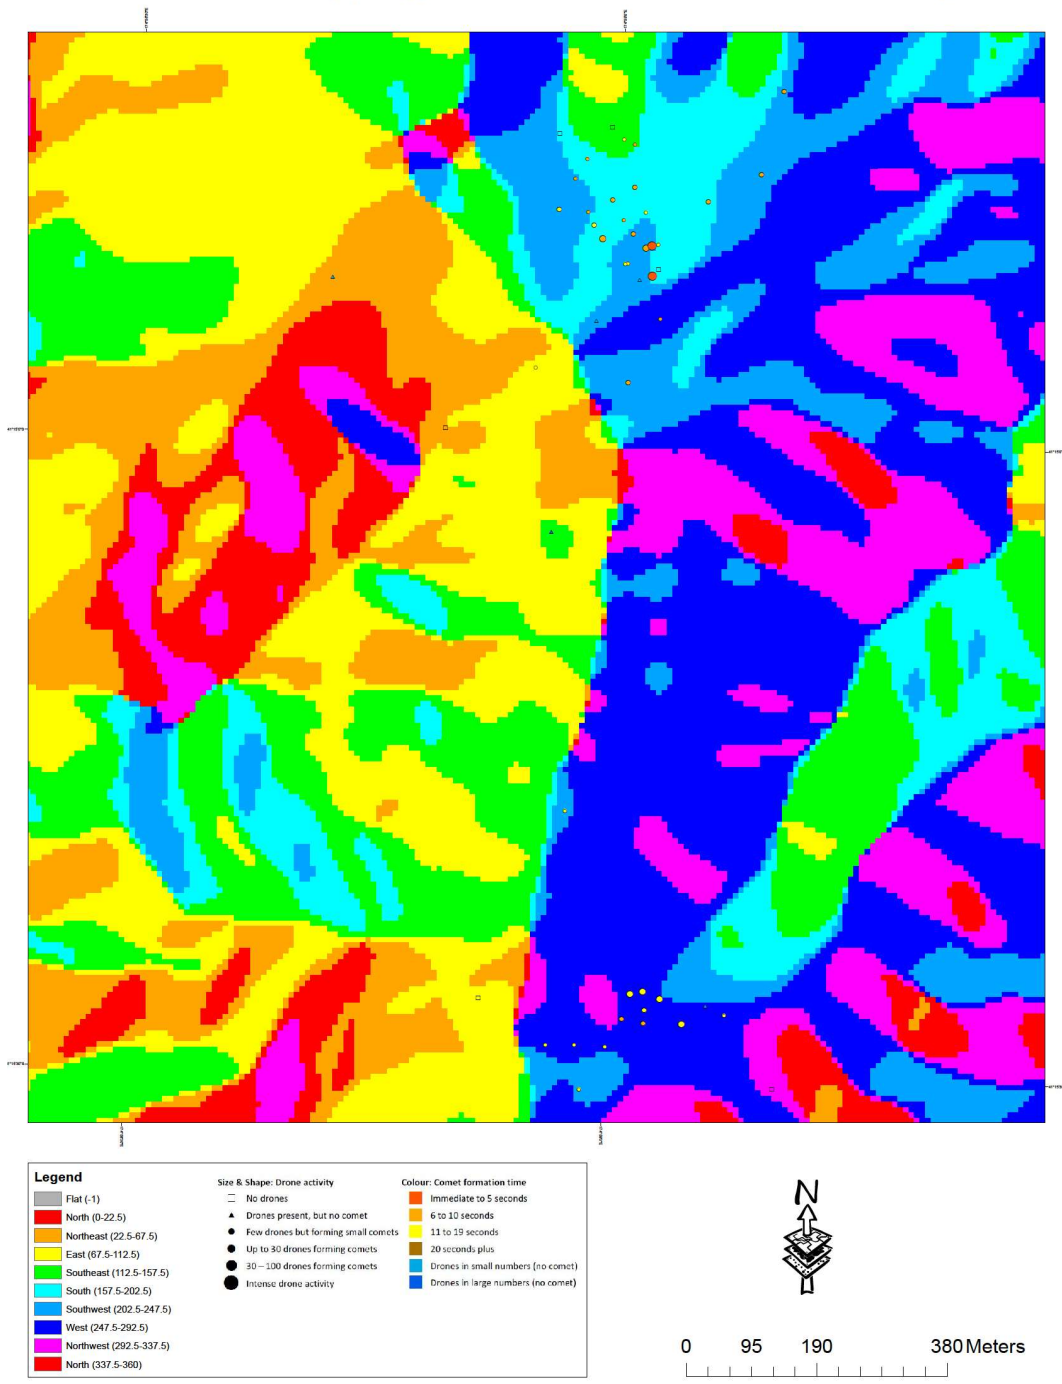 Legend
Flat (-1)
North (0-22.5)
Northeast (22.5-67.5)
East (67.5-112.5)
Southeast (112.5-157.5)
South (157.5-202.5)
Southwest (202.5-247.5)
West (247.5-292.5)
Northwest (292.5-337.5)
North (337.5-360)
Size & Shape: Drone activity
No drones
Drones present, but no comet
Few drones but forming small comets
Up to 30 drones forming comets
30 – 100 drones forming comets
Intense drone activity
Colour: Comet formation time
Immediate to 5 seconds
6 to 10 seconds
11 to 19 seconds
20 seconds plus
Drones in small numbers (no comet)
Drones in large numbers (no comet)
N
0 95 190 380 Meters